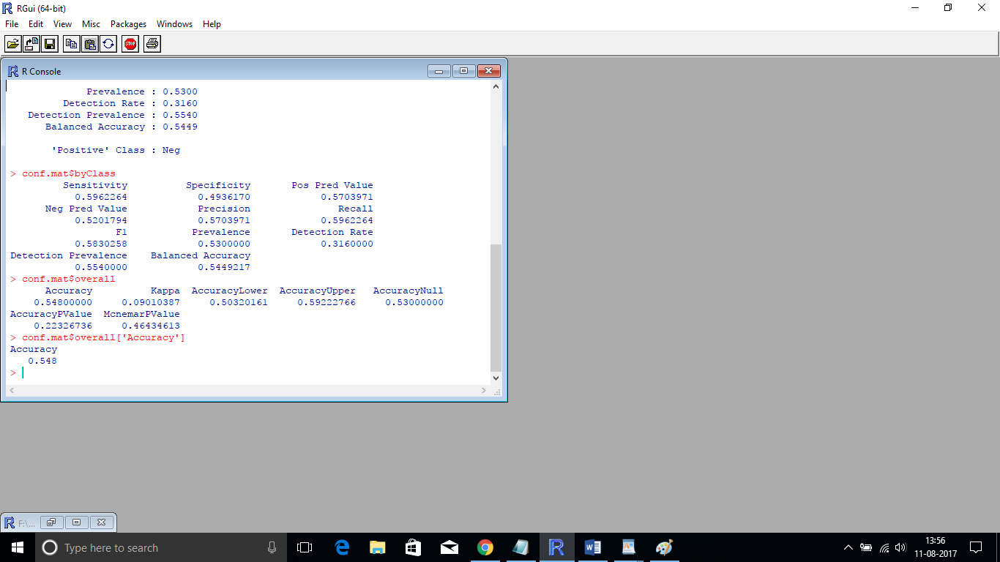 RGui (64-bit)
File Edit View Misc Packages Windows Help
STOP
R Console
Prevalence : 0.5300
Detection Rate : 0.3160
Detection Prevalence : 0.5540
Balanced Accuracy : 0.5449
'Positive' Class : Neg
> conf.mat$byClass
Sensitivity Specificity Pos Pred Value
0.5962264 0.4936170 0.5703971
Neg Pred Value Precision Recall
0.5201794 0.5703971 0.5962264
F1 Prevalence Detection Rate
0.5830258 0.5300000 0.3160000
Detection Prevalence Balanced Accuracy
0.5540000 0.5449217
> conf.mat$overall
Accuracy Kappa AccuracyLower AccuracyUpper AccuracyNull
0.54800000 0.09010387 0.50320161 0.59222766 0.53000000
AccuracyPValue McnemarPValue
0.22326736 0.46434613
> conf.mat$overall['Accuracy']
Accuracy
0.548
>
F:\...
Type here to search
13:56
11-08-2017